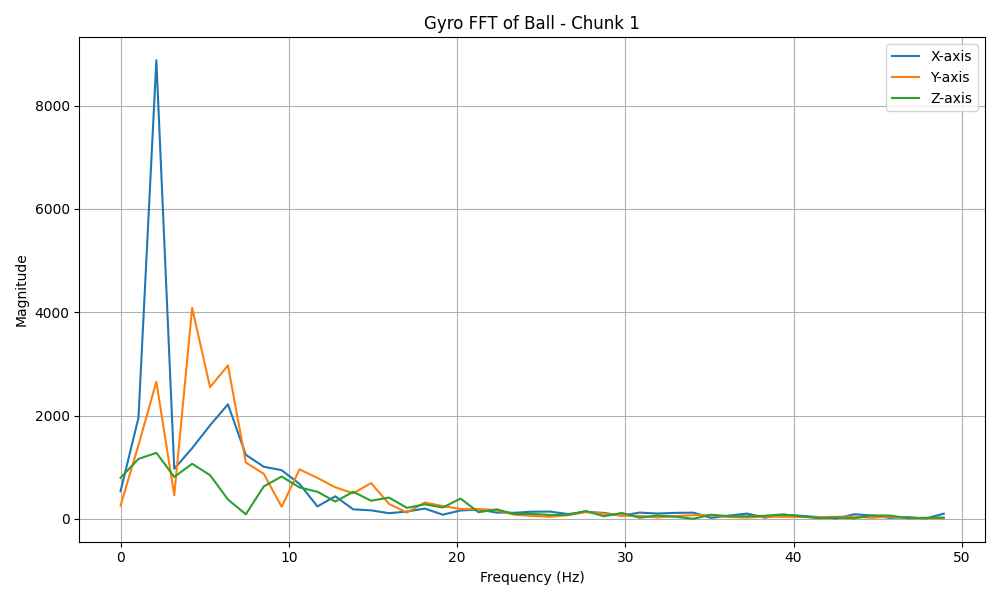 Gyro FFT of Ball - Chunk 1
X-axis
Y-axis
Z-axis
Magnitude
8000
6000
4000
2000
0
0 10 20 30 40 50
Frequency (Hz)